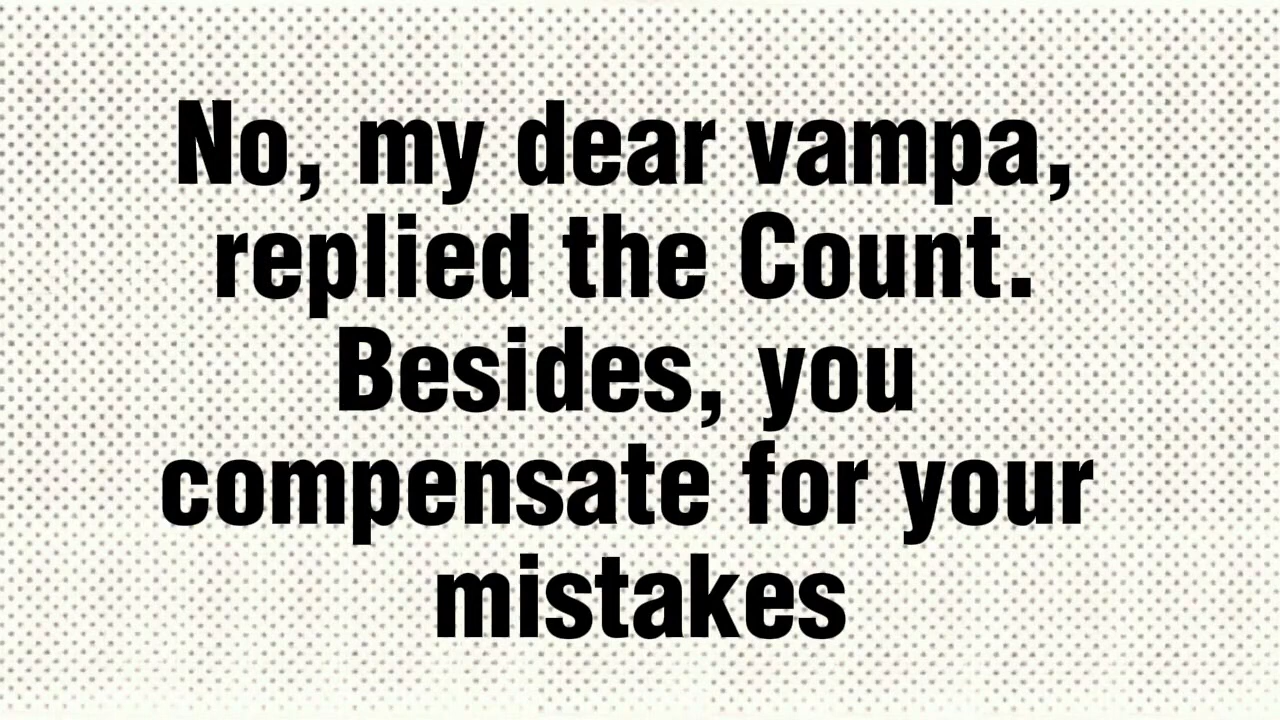 No, my dear vampa,
replied the Count.
Besides, you
compensate for your
mistakes